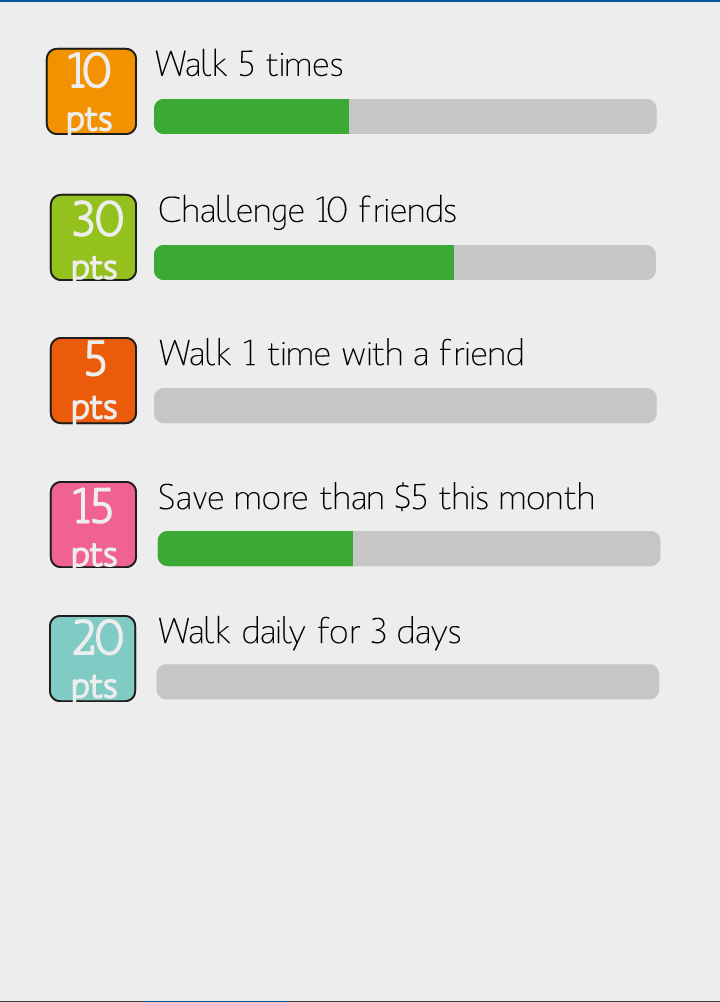 10
pts
Walk 5 times
30
pts
Challenge 10 friends
5
pts
Walk 1 time with a friend
15
pts
Save more than $5 this month
20
pts
Walk daily for 3 days